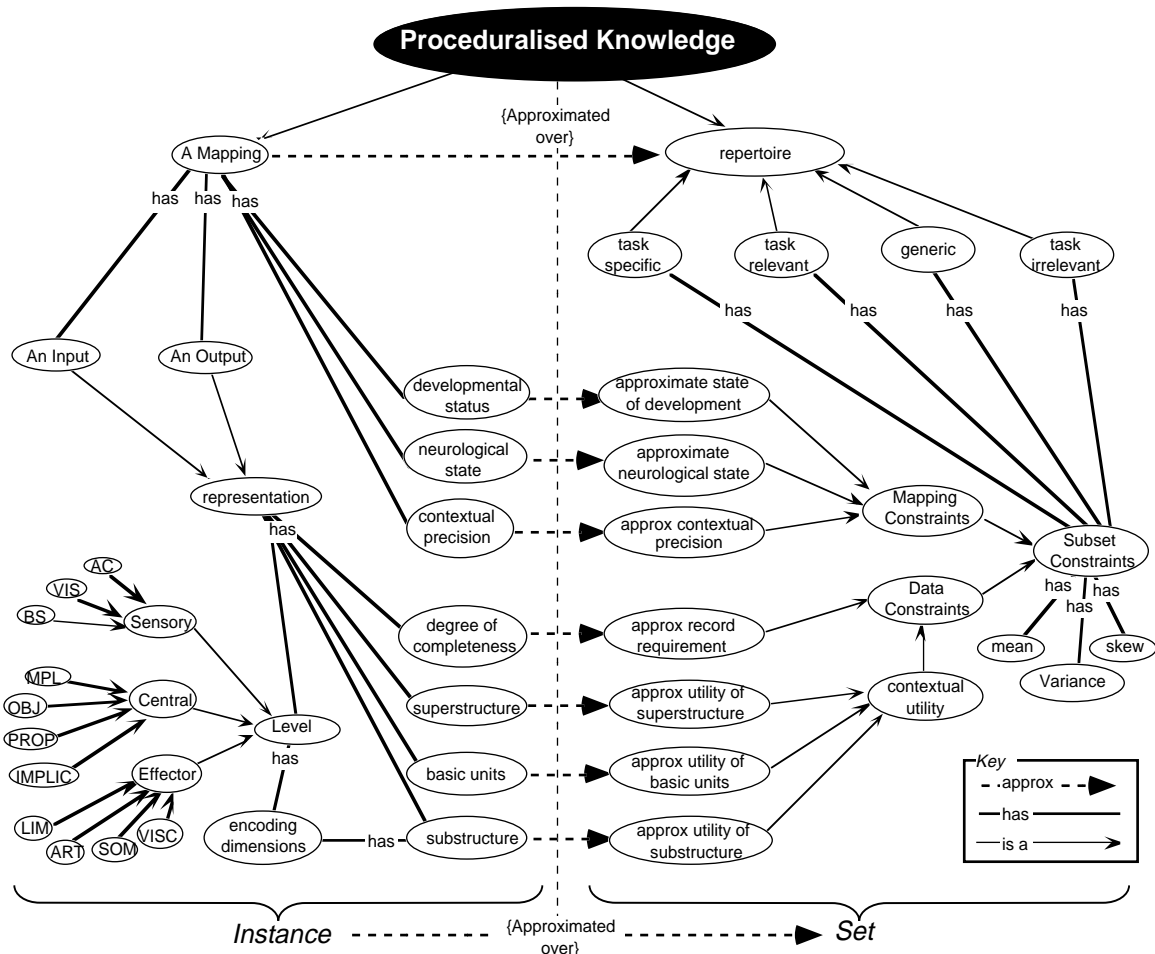 Proceduralised Knowledge
{Approximated
over}
A Mapping
repertoire
has
has
has
task
specific
task
relevant
generic
task
irrelevant
has
has
has
has
An Input
An Output
developmental
status
approximate state
of development
neurological
state
approximate
neurological state
representation
has
contextual
precision
approx contextual
precision
Mapping
Constraints
Subset
Constraints
AC
VIS
BS
Sensory
degree of
completeness
approx record
requirement
Data
Constraints
has
has
has
mean
skew
Variance
MPL
OBJ
PROP
IMPLIC
Central
Level
has
superstructure
approx utility of
superstructure
contextual
utility
Effector
basic units
approx utility of
basic units
LIM
ART
SOM
VISC
encoding
dimensions
has
substructure
approx utility of
substructure
Key
approx
has
is a
Instance
{Approximated
over}
Set